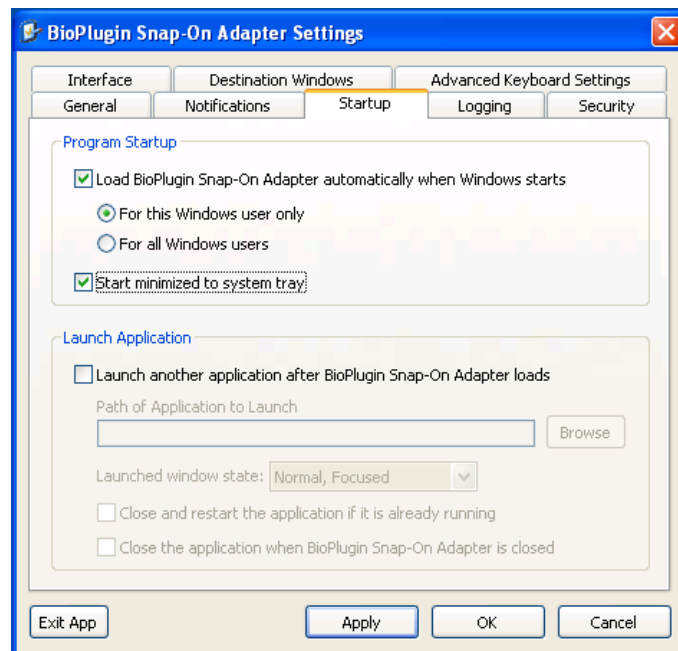 BioPlugin Snap-On Adapter Settings
Interface
Destination Windows
Advanced Keyboard Settings
General
Notifications
Startup
Logging
Security
Program Startup
Load BioPlugin Snap-On Adapter automatically when Windows starts
For this Windows user only
For all Windows users
Start minimized to system tray
Launch Application
Launch another application after BioPlugin Snap-On Adapter loads
Path of Application to Launch
Browse
Launched window state: Normal, Focused
Close and restart the application if it is already running
Close the application when BioPlugin Snap-On Adapter is closed
Exit App
Apply
OK
Cancel